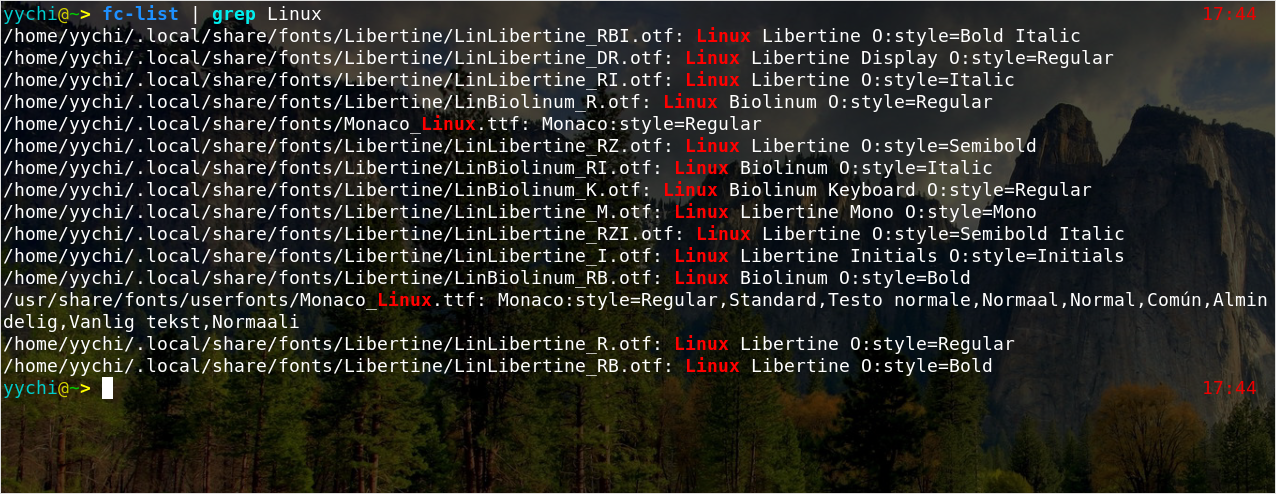 yychi@~> fc-list | grep Linux 17:44
/home/yychi/.local/share/fonts/Libertine/LinLibertine_RBI.otf: Linux Libertine O:style=Bold Italic
/home/yychi/.local/share/fonts/Libertine/LinLibertine_DR.otf: Linux Libertine Display O:style=Regular
/home/yychi/.local/share/fonts/Libertine/LinLibertine_RI.otf: Linux Libertine O:style=Italic
/home/yychi/.local/share/fonts/Libertine/LinBiolinum_R.otf: Linux Biolinum O:style=Regular
/home/yychi/.local/share/fonts/Monaco_Linux.ttf: Monaco:style=Regular
/home/yychi/.local/share/fonts/Libertine/LinLibertine_RZ.otf: Linux Libertine O:style=Semibold
/home/yychi/.local/share/fonts/Libertine/LinBiolinum_RI.otf: Linux Biolinum O:style=Italic
/home/yychi/.local/share/fonts/Libertine/LinBiolinum_K.otf: Linux Biolinum Keyboard O:style=Regular
/home/yychi/.local/share/fonts/Libertine/LinLibertine_M.otf: Linux Libertine Mono O:style=Mono
/home/yychi/.local/share/fonts/Libertine/LinLibertine_RZI.otf: Linux Libertine O:style=Semibold Italic
/home/yychi/.local/share/fonts/Libertine/LinLibertine_I.otf: Linux Libertine Initials O:style=Initials
/home/yychi/.local/share/fonts/Libertine/LinBiolinum_RB.otf: Linux Biolinum O:style=Bold
/usr/share/fonts/userfonts/Monaco_Linux.ttf: Monaco:style=Regular,Standard,Testo normale,Normaal,Normal,Común,Almin
delig,Vanlig tekst,Normaali
/home/yychi/.local/share/fonts/Libertine/LinLibertine_R.otf: Linux Libertine O:style=Regular
/home/yychi/.local/share/fonts/Libertine/LinLibertine_RB.otf: Linux Libertine O:style=Bold
yychi@~> 17:44